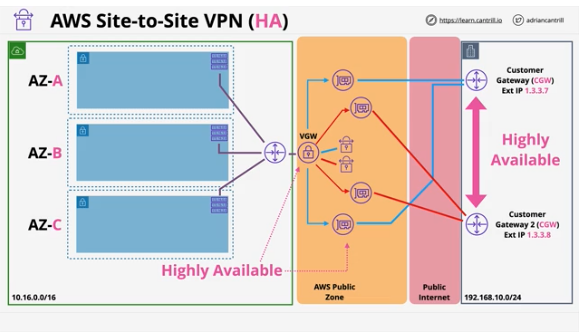 AWS Site-to-Site VPN (HA)
https://learn.cantrill.io
adriancantrill
AZ-A
AZ-B
AZ-C
VGW
Customer
Gateway (CGW)
Ext IP 1.3.3.7
Highly
Available
Customer
Gateway 2 (CGW)
Ext IP 1.3.3.8
Highly Available
10.16.0.0/16
AWS Public
Zone
Public
Internet
192.168.10.0/24